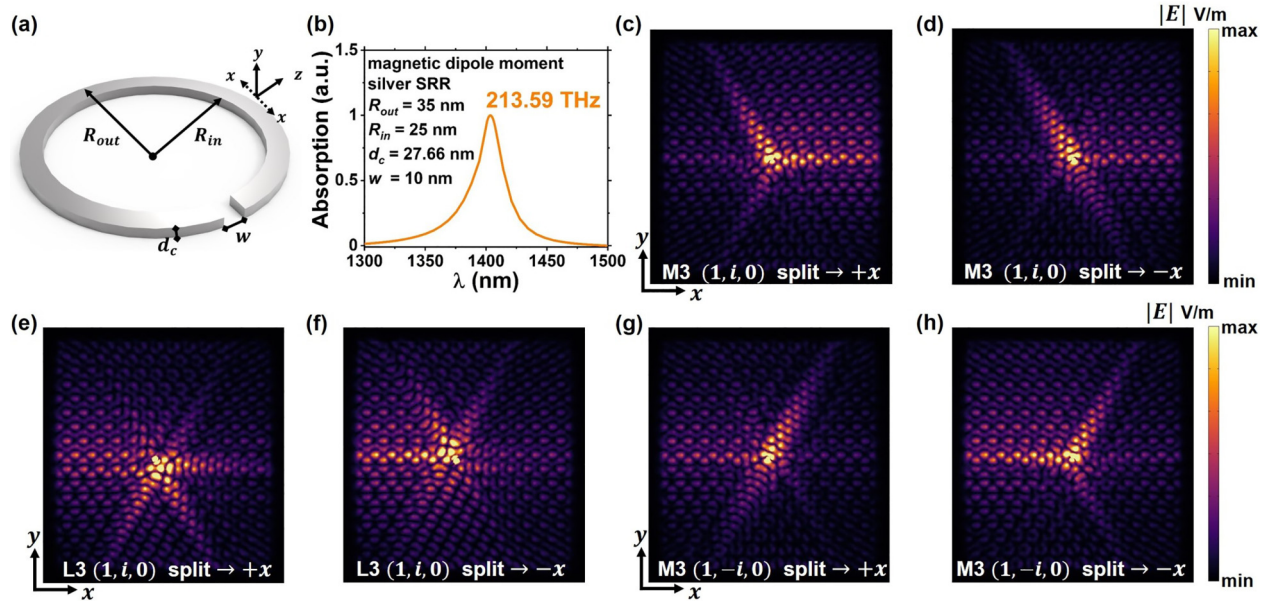 (a)
y
x
z
x
R_out
R_in
w
d_c
(b)
Absorption (a.u.)
1.5
1
0.5
0
magnetic dipole moment
silver SRR
R_out = 35 nm
R_in = 25 nm
d_c = 27.66 nm
w = 10 nm
213.59 THz
1300 1350 1400 1450 1500
λ (nm)
(c)
y
x
M3 (1, i, 0) split → +x
(d)
M3 (1, i, 0) split → −x
|E| V/m
max
min
(e)
y
x
L3 (1, i, 0) split → +x
(f)
L3 (1, i, 0) split → −x
(g)
y
x
M3 (1, −i, 0) split → +x
(h)
M3 (1, −i, 0) split → −x
|E| V/m
max
min